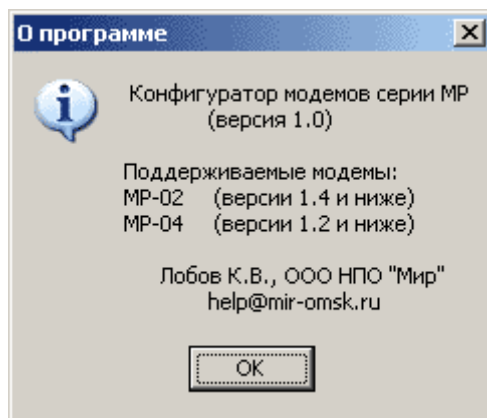 О программе
Конфигуратор модемов серии МР
(версия 1.0)
Поддерживаемые модемы:
МР-02 (версии 1.4 и ниже)
МР-04 (версии 1.2 и ниже)
Лобов К.В., ООО НПО "Мир"
help@mir-omsk.ru
OK